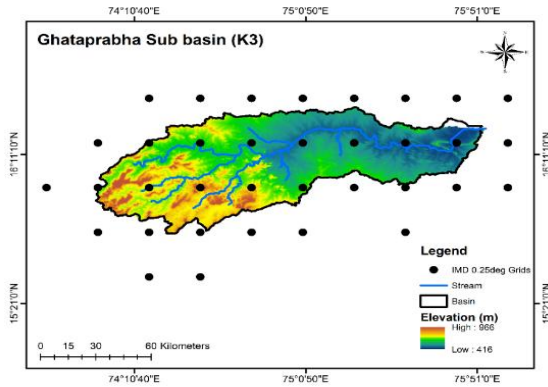 74°10'40"E 75°0'50"E 75°51'0"E
Ghataprabha Sub basin (K3)
16°11'10"N 16°11'10"N
Legend
IMD 0.25deg Grids
Stream
Basin
Elevation (m)
High : 966
Low : 416
15°21'0"N 15°21'0"N
0 15 30 60 Kilometers
74°10'40"E 75°0'50"E 75°51'0"E